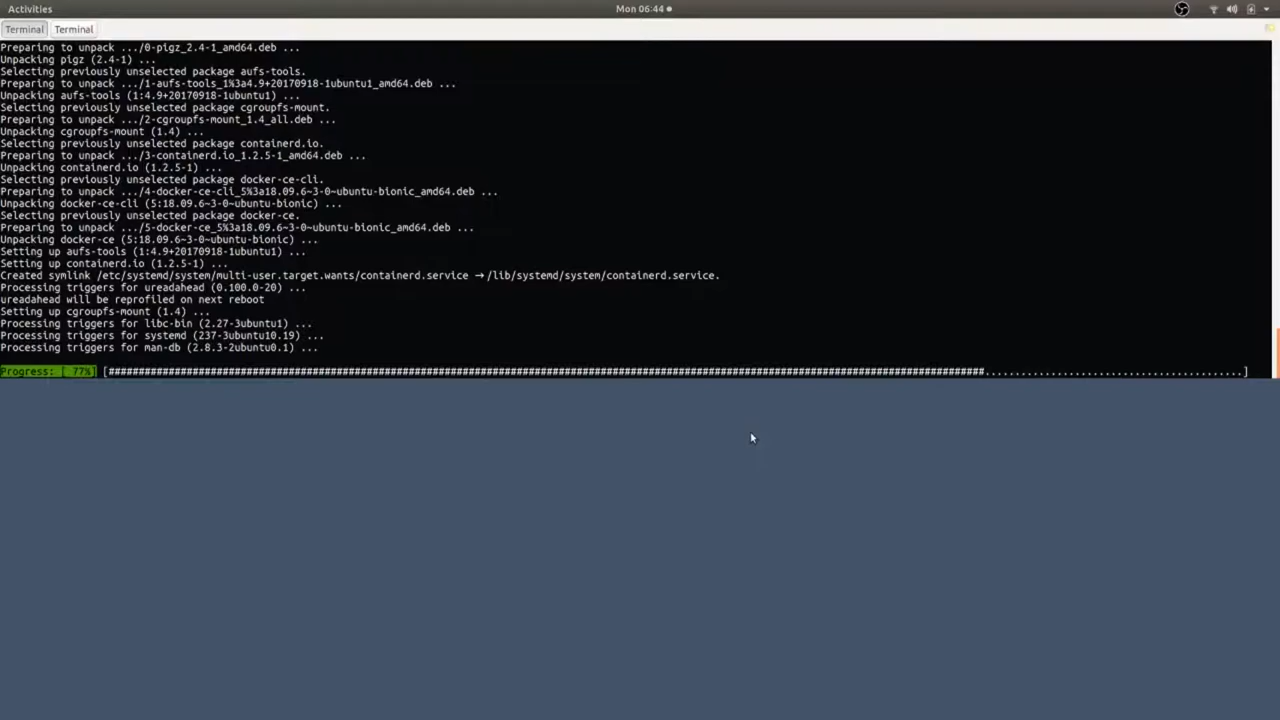 Activities
Mon 06:44
Terminal
Terminal
Preparing to unpack .../0-pigz_2.4-1_amd64.deb ...
Unpacking pigz (2.4-1) ...
Selecting previously unselected package aufs-tools.
Preparing to unpack .../1-aufs-tools_1%3a4.9+20170918-1ubuntu1_amd64.deb ...
Unpacking aufs-tools (1:4.9+20170918-1ubuntu1) ...
Selecting previously unselected package cgroupfs-mount.
Preparing to unpack .../2-cgroupfs-mount_1.4_all.deb ...
Unpacking cgroupfs-mount (1.4) ...
Selecting previously unselected package containerd.io.
Preparing to unpack .../3-containerd.io_1.2.5-1_amd64.deb ...
Unpacking containerd.io (1.2.5-1) ...
Selecting previously unselected package docker-ce-cli.
Preparing to unpack .../4-docker-ce-cli_5%3a18.09.6~3-0~ubuntu-bionic_amd64.deb ...
Unpacking docker-ce-cli (5:18.09.6~3-0~ubuntu-bionic) ...
Selecting previously unselected package docker-ce.
Preparing to unpack .../5-docker-ce_5%3a18.09.6~3-0~ubuntu-bionic_amd64.deb ...
Unpacking docker-ce (5:18.09.6~3-0~ubuntu-bionic) ...
Setting up aufs-tools (1:4.9+20170918-1ubuntu1) ...
Setting up containerd.io (1.2.5-1) ...
Created symlink /etc/systemd/system/multi-user.target.wants/containerd.service → /lib/systemd/system/containerd.service.
Processing triggers for ureadahead (0.100.0-20) ...
ureadahead will be reprofiled on next reboot
Setting up cgroupfs-mount (1.4) ...
Processing triggers for libc-bin (2.27-3ubuntu1) ...
Processing triggers for systemd (237-3ubuntu10.19) ...
Processing triggers for man-db (2.8.3-2ubuntu0.1) ...
Progress: [ 77%] [##################################################################################################################################################...........................................]